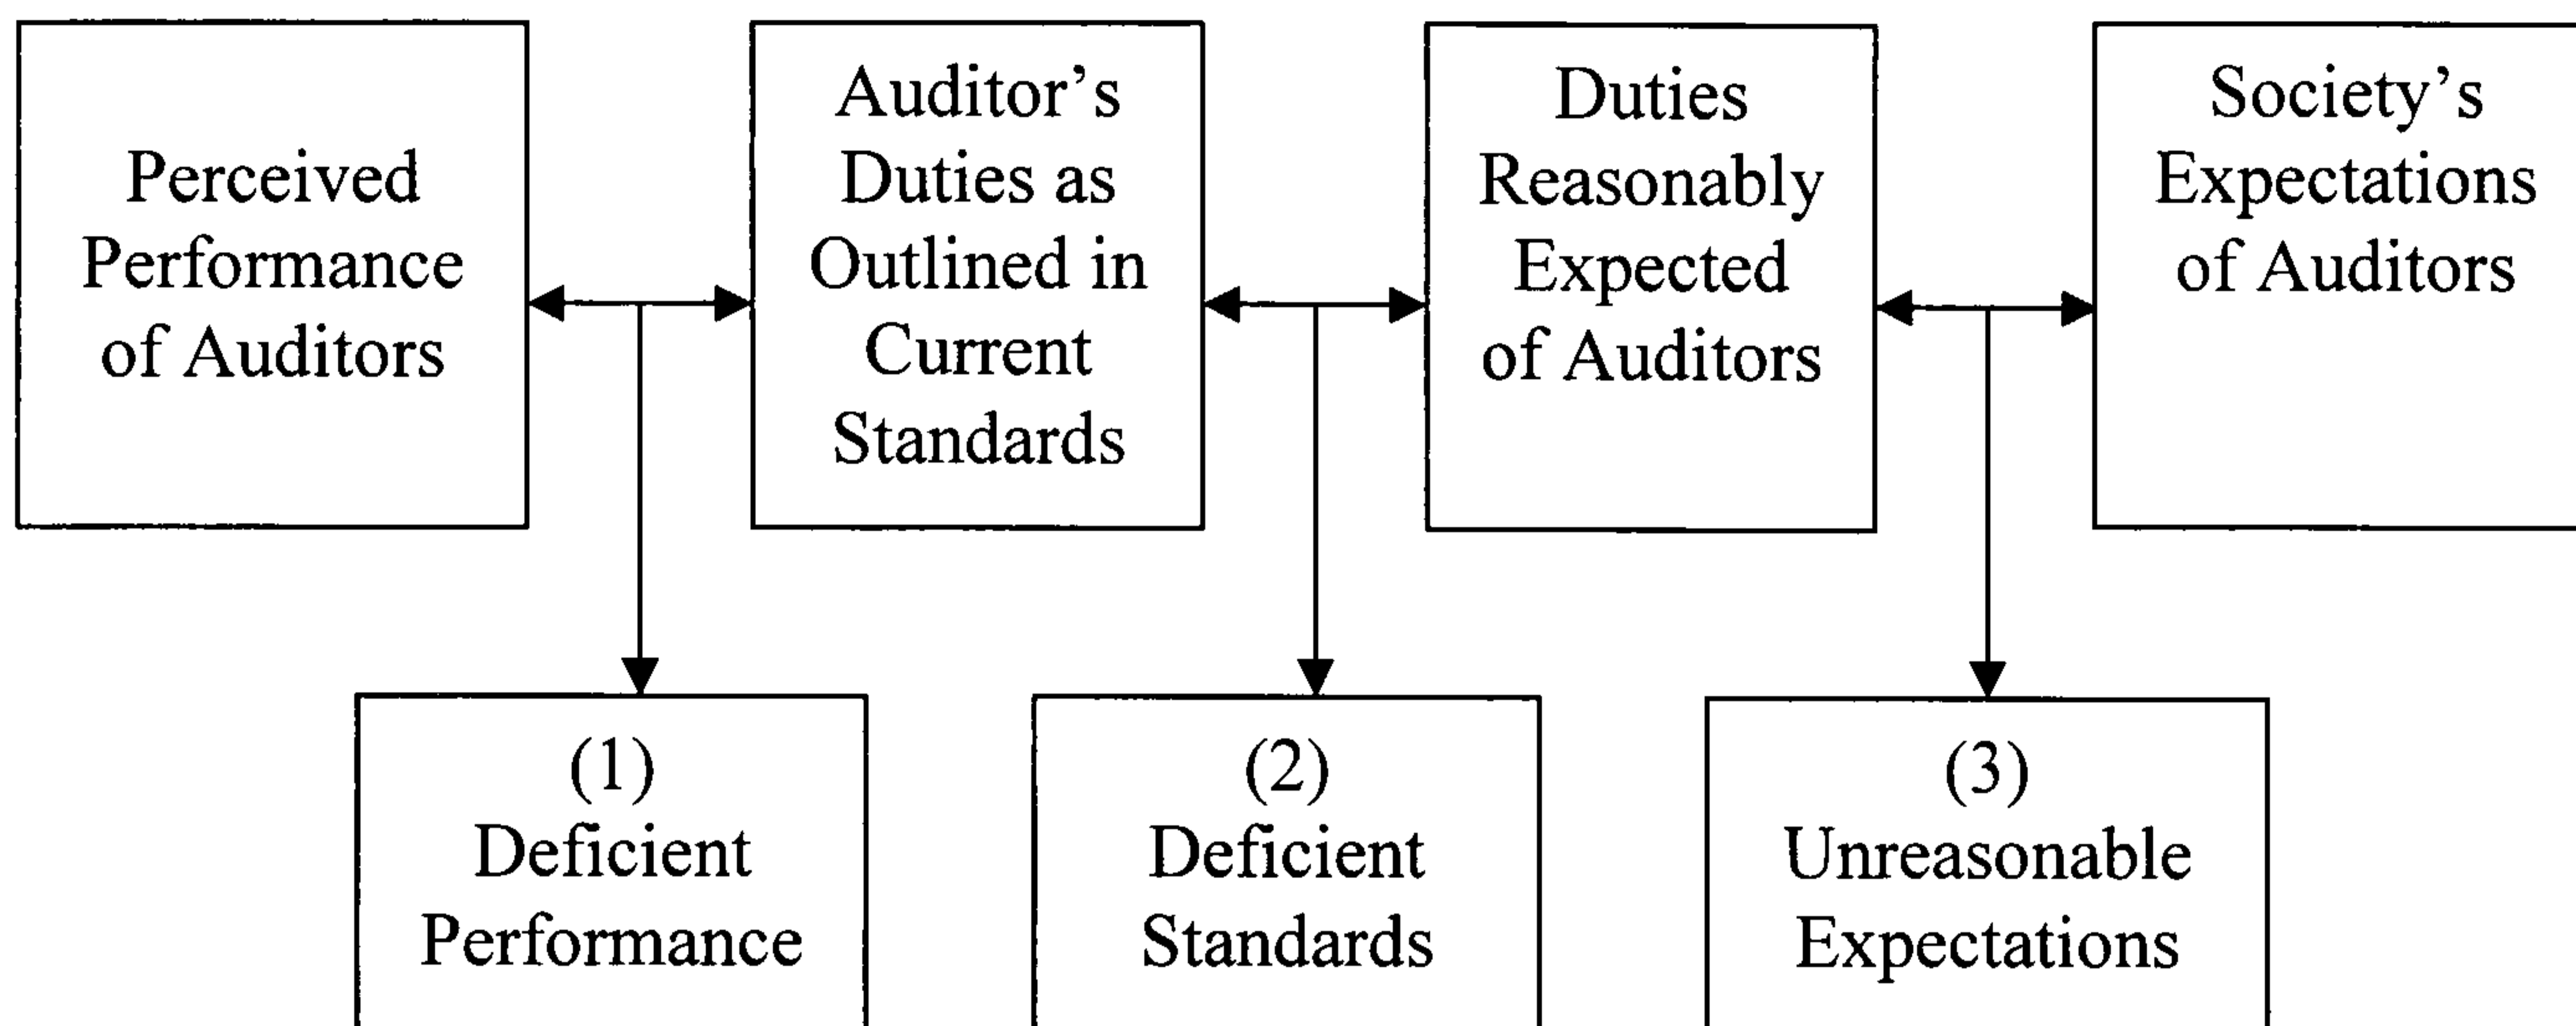 Perceived
Performance
of Auditors
Auditor’s
Duties as
Outlined in
Current
Standards
Duties
Reasonably
Expected
of Auditors
Society’s
Expectations
of Auditors
(1)
Deficient
Performance
(2)
Deficient
Standards
(3)
Unreasonable
Expectations